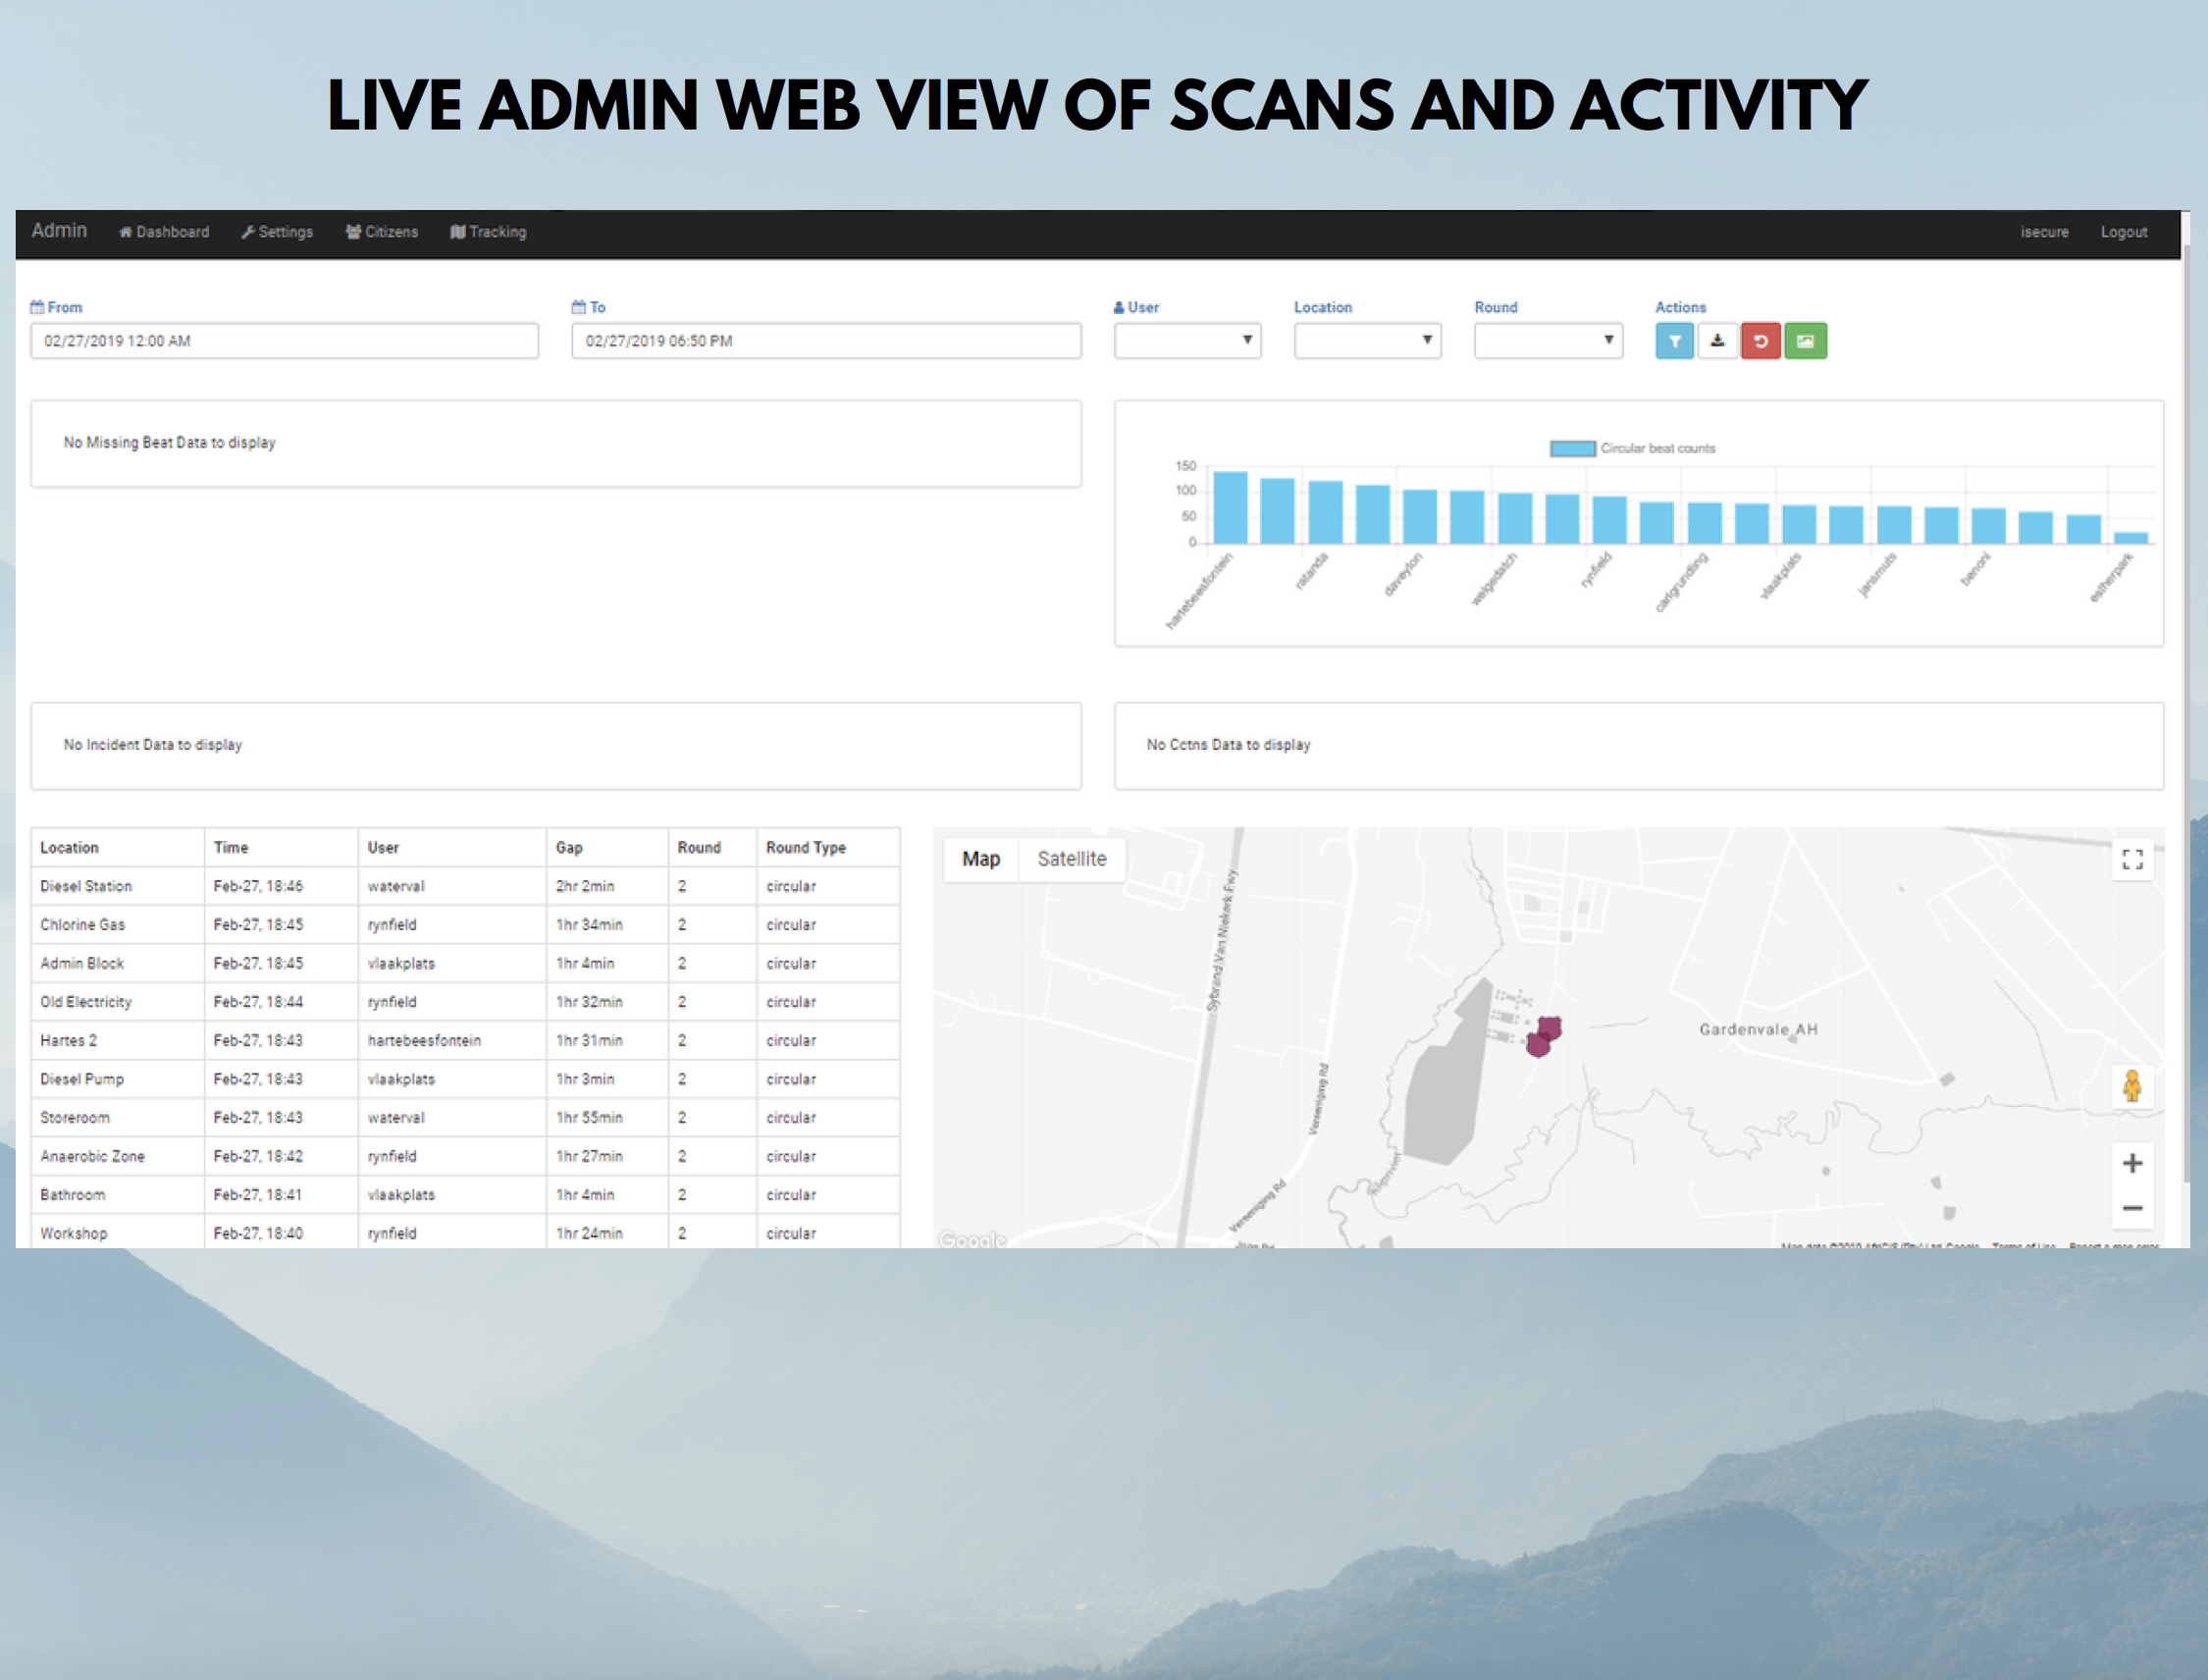 LIVE ADMIN WEB VIEW OF SCANS AND ACTIVITY
Admin Dashboard Settings Citizens Tracking isecure Logout
From To User Location Round Actions
02/27/2019 12:00 AM 02/27/2019 06:50 PM
No Missing Beat Data to display
Circular beat counts
150
100
50
0
hartebeesfontein ratanda daveyton welgedatch rynfield carlgrundling vlaakplats jansmuts benoni estherpark
No Incident Data to display No Cctns Data to display
Location Time User Gap Round Round Type
Diesel Station Feb-27, 18:46 waterval 2hr 2min 2 circular
Chlorine Gas Feb-27, 18:45 rynfield 1hr 34min 2 circular
Admin Block Feb-27, 18:45 vlaakplats 1hr 4min 2 circular
Old Electricity Feb-27, 18:44 rynfield 1hr 32min 2 circular
Hartes 2 Feb-27, 18:43 hartebeesfontein 1hr 31min 2 circular
Diesel Pump Feb-27, 18:43 vlaakplats 1hr 3min 2 circular
Storeroom Feb-27, 18:43 waterval 1hr 55min 2 circular
Anaerobic Zone Feb-27, 18:42 rynfield 1hr 27min 2 circular
Bathroom Feb-27, 18:41 vlaakplats 1hr 4min 2 circular
Workshop Feb-27, 18:40 rynfield 1hr 24min 2 circular
Map Satellite
Sybrand Van Niekerk Fwy
Gardenvale AH
Vereeniging Rd
Kliprivier
Vereeniging Rd
Google